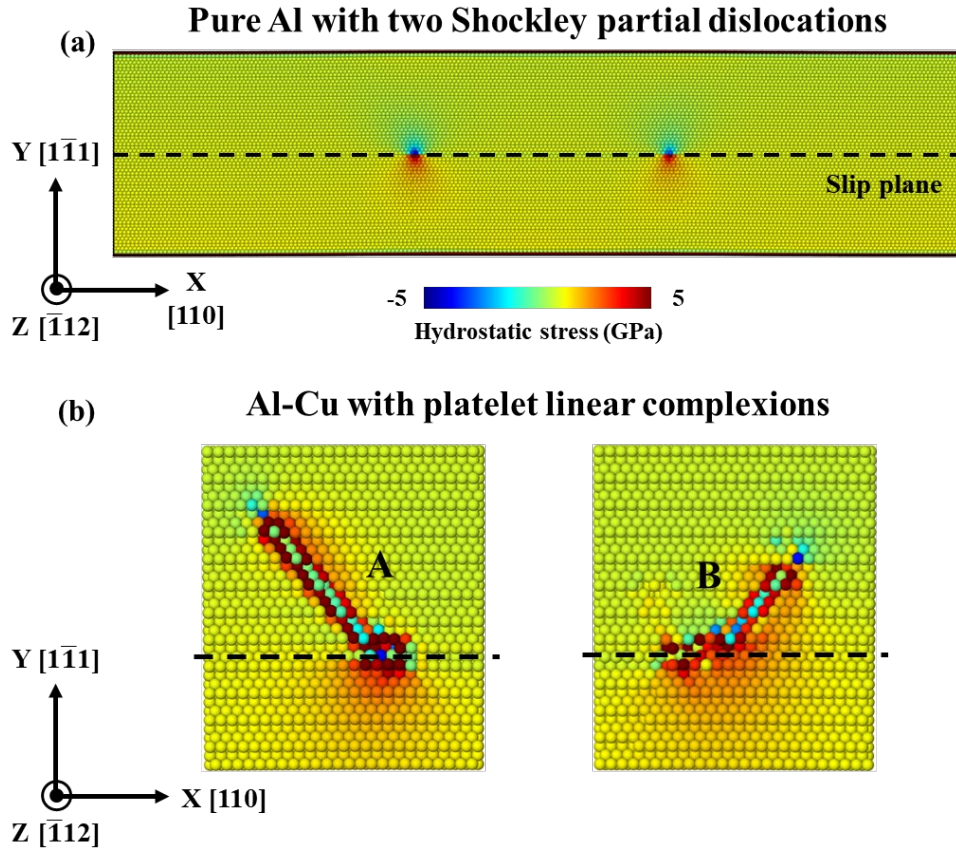 Pure Al with two Shockley partial dislocations
(a)
Y [11̅1]
Slip plane
X
[110]
Z [1̅12]
-5
5
Hydrostatic stress (GPa)
(b)
Al-Cu with platelet linear complexions
A
B
Y [11̅1]
X [110]
Z [1̅12]